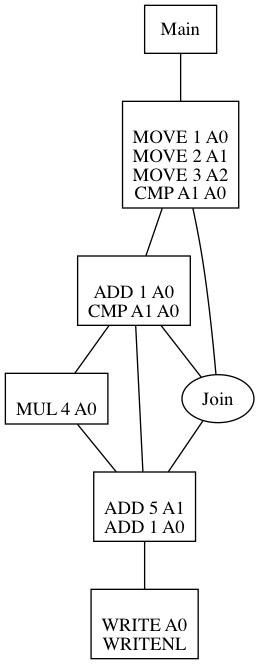 Main
MOVE 1 A0
MOVE 2 A1
MOVE 3 A2
CMP A1 A0
ADD 1 A0
CMP A1 A0
MUL 4 A0
Join
ADD 5 A1
ADD 1 A0
WRITE A0
WRITENL